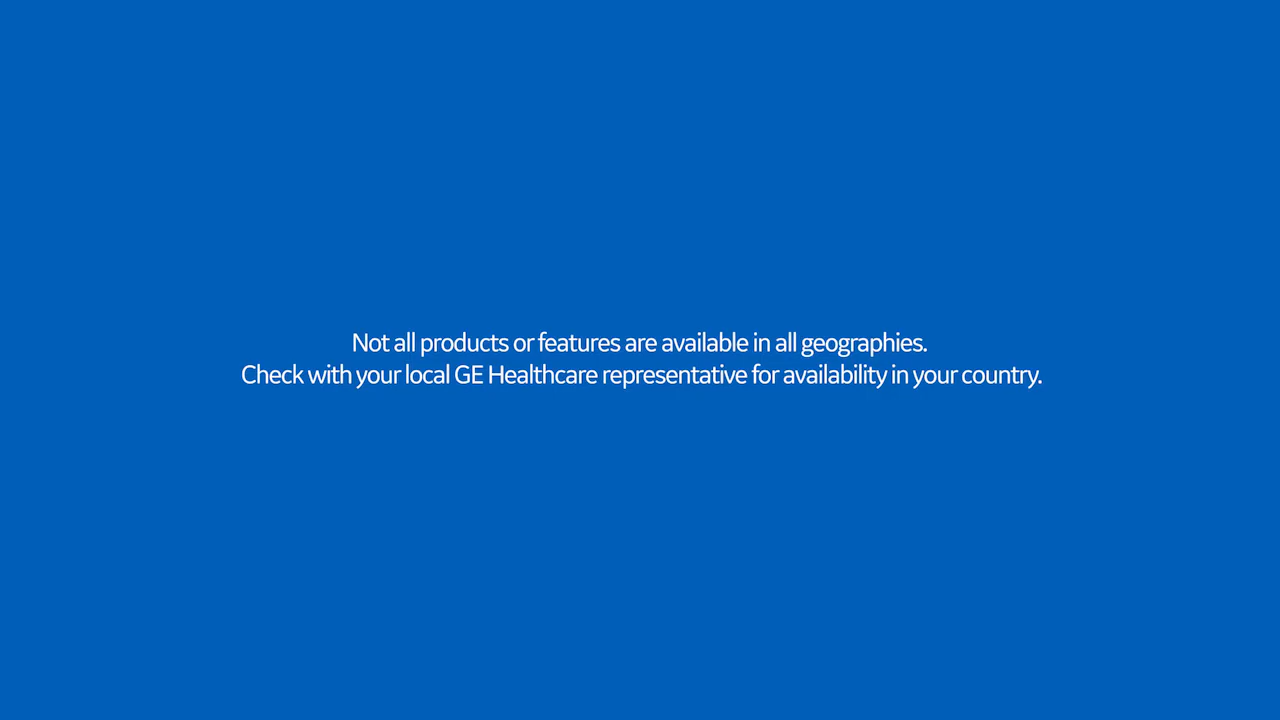 Not all products or features are available in all geographies.
Check with your local GE Healthcare representative for availability in your country.